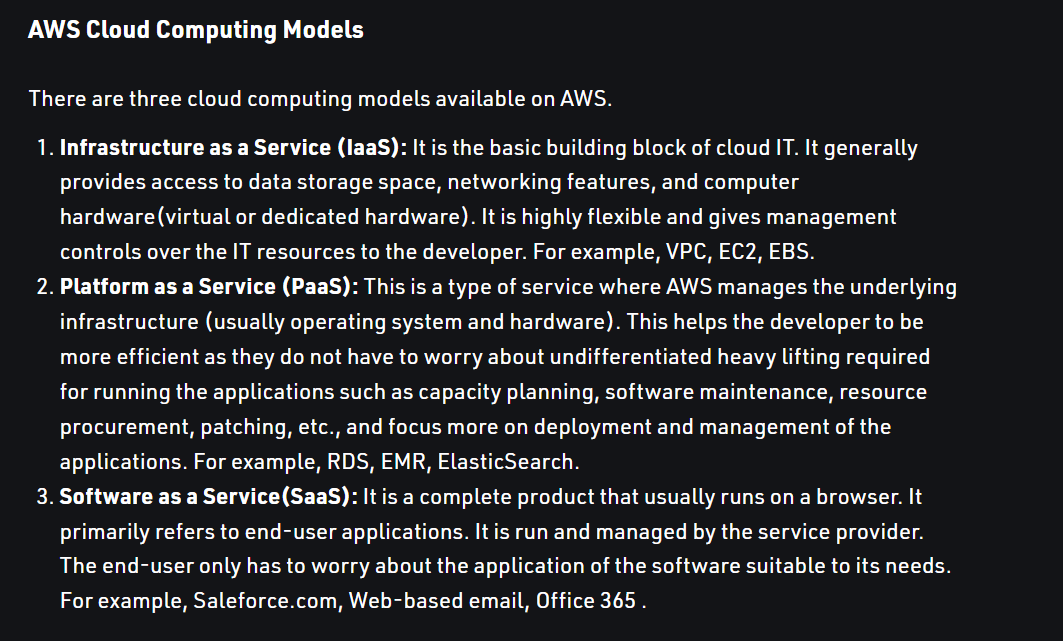 AWS Cloud Computing Models
There are three cloud computing models available on AWS.
1. Infrastructure as a Service (IaaS): It is the basic building block of cloud IT. It generally
provides access to data storage space, networking features, and computer
hardware(virtual or dedicated hardware). It is highly flexible and gives management
controls over the IT resources to the developer. For example, VPC, EC2, EBS.
2. Platform as a Service (PaaS): This is a type of service where AWS manages the underlying
infrastructure (usually operating system and hardware). This helps the developer to be
more efficient as they do not have to worry about undifferentiated heavy lifting required
for running the applications such as capacity planning, software maintenance, resource
procurement, patching, etc., and focus more on deployment and management of the
applications. For example, RDS, EMR, ElasticSearch.
3. Software as a Service(SaaS): It is a complete product that usually runs on a browser. It
primarily refers to end-user applications. It is run and managed by the service provider.
The end-user only has to worry about the application of the software suitable to its needs.
For example, Saleforce.com, Web-based email, Office 365 .